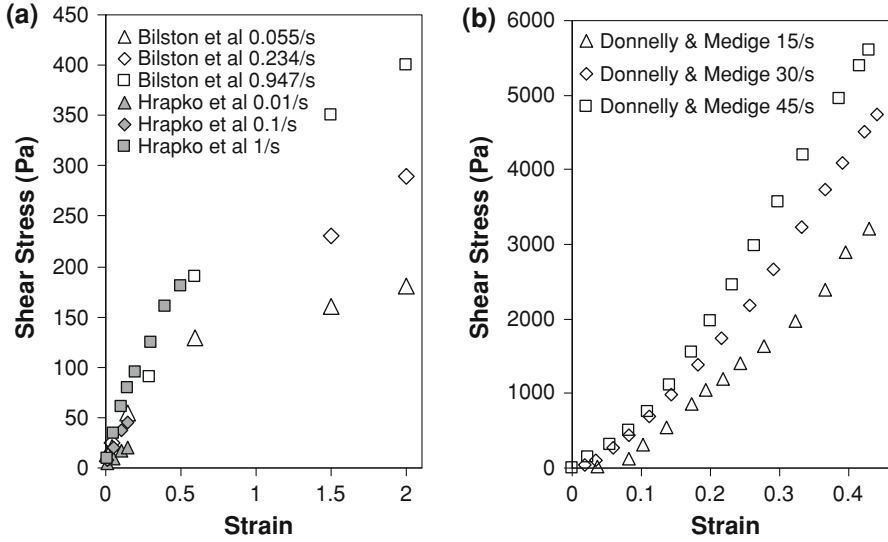 (a)
450
400
350
300
250
200
150
100
50
0
Shear Stress (Pa)
Bilston et al 0.055/s
Bilston et al 0.234/s
Bilston et al 0.947/s
Hrapko et al 0.01/s
Hrapko et al 0.1/s
Hrapko et al 1/s
0 0.5 1 1.5 2
Strain
(b)
6000
5000
4000
3000
2000
1000
0
Shear Stress (Pa)
Donnelly & Medige 15/s
Donnelly & Medige 30/s
Donnelly & Medige 45/s
0 0.1 0.2 0.3 0.4
Strain